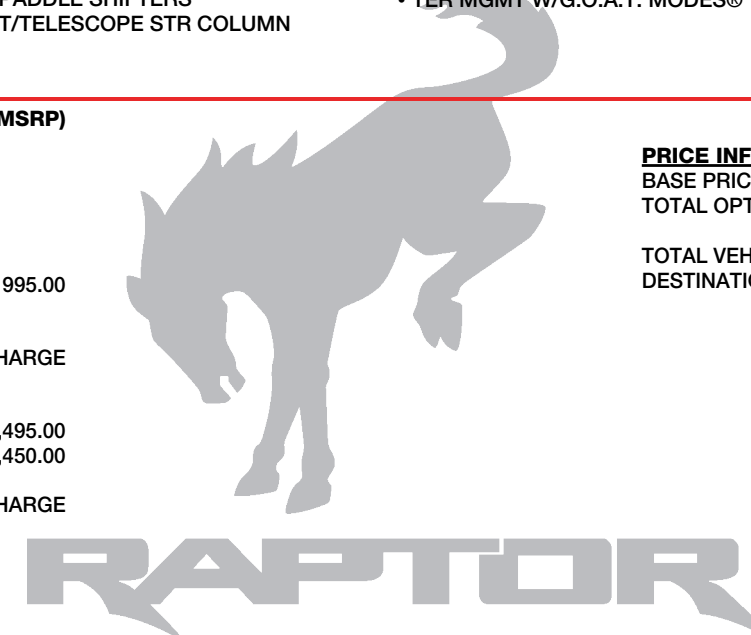 PADDLE SHIFTERS
T/TELESCOPE STR COLUMN
• TER MGMT W/G.O.A.T. MODES®
MSRP)
995.00
HARGE
,495.00
,450.00
HARGE
PRICE INF
BASE PRIC
TOTAL OPT
TOTAL VEH
DESTINATIO
RAPTOR